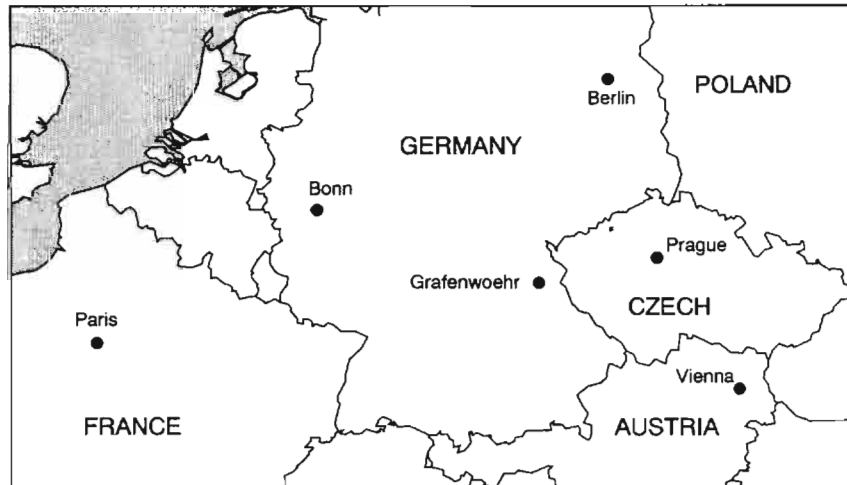 POLAND
Berlin
GERMANY
Bonn
Prague
Grafenwoehr
CZECH
Paris
Vienna
FRANCE
AUSTRIA